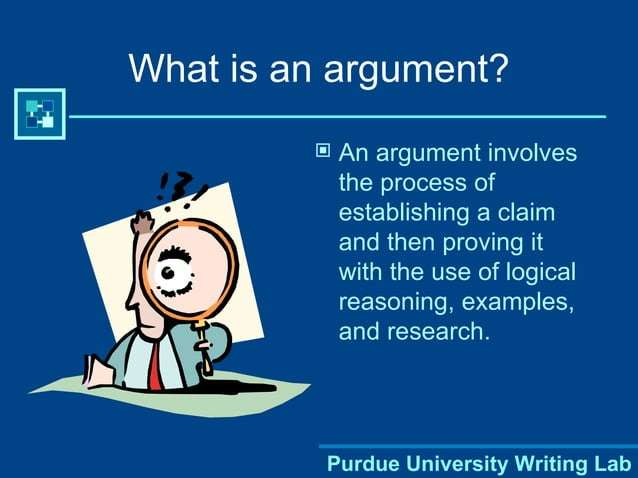 What is an argument?
An argument involves
the process of
establishing a claim
and then proving it
with the use of logical
reasoning, examples,
and research.
!?!
Purdue University Writing Lab